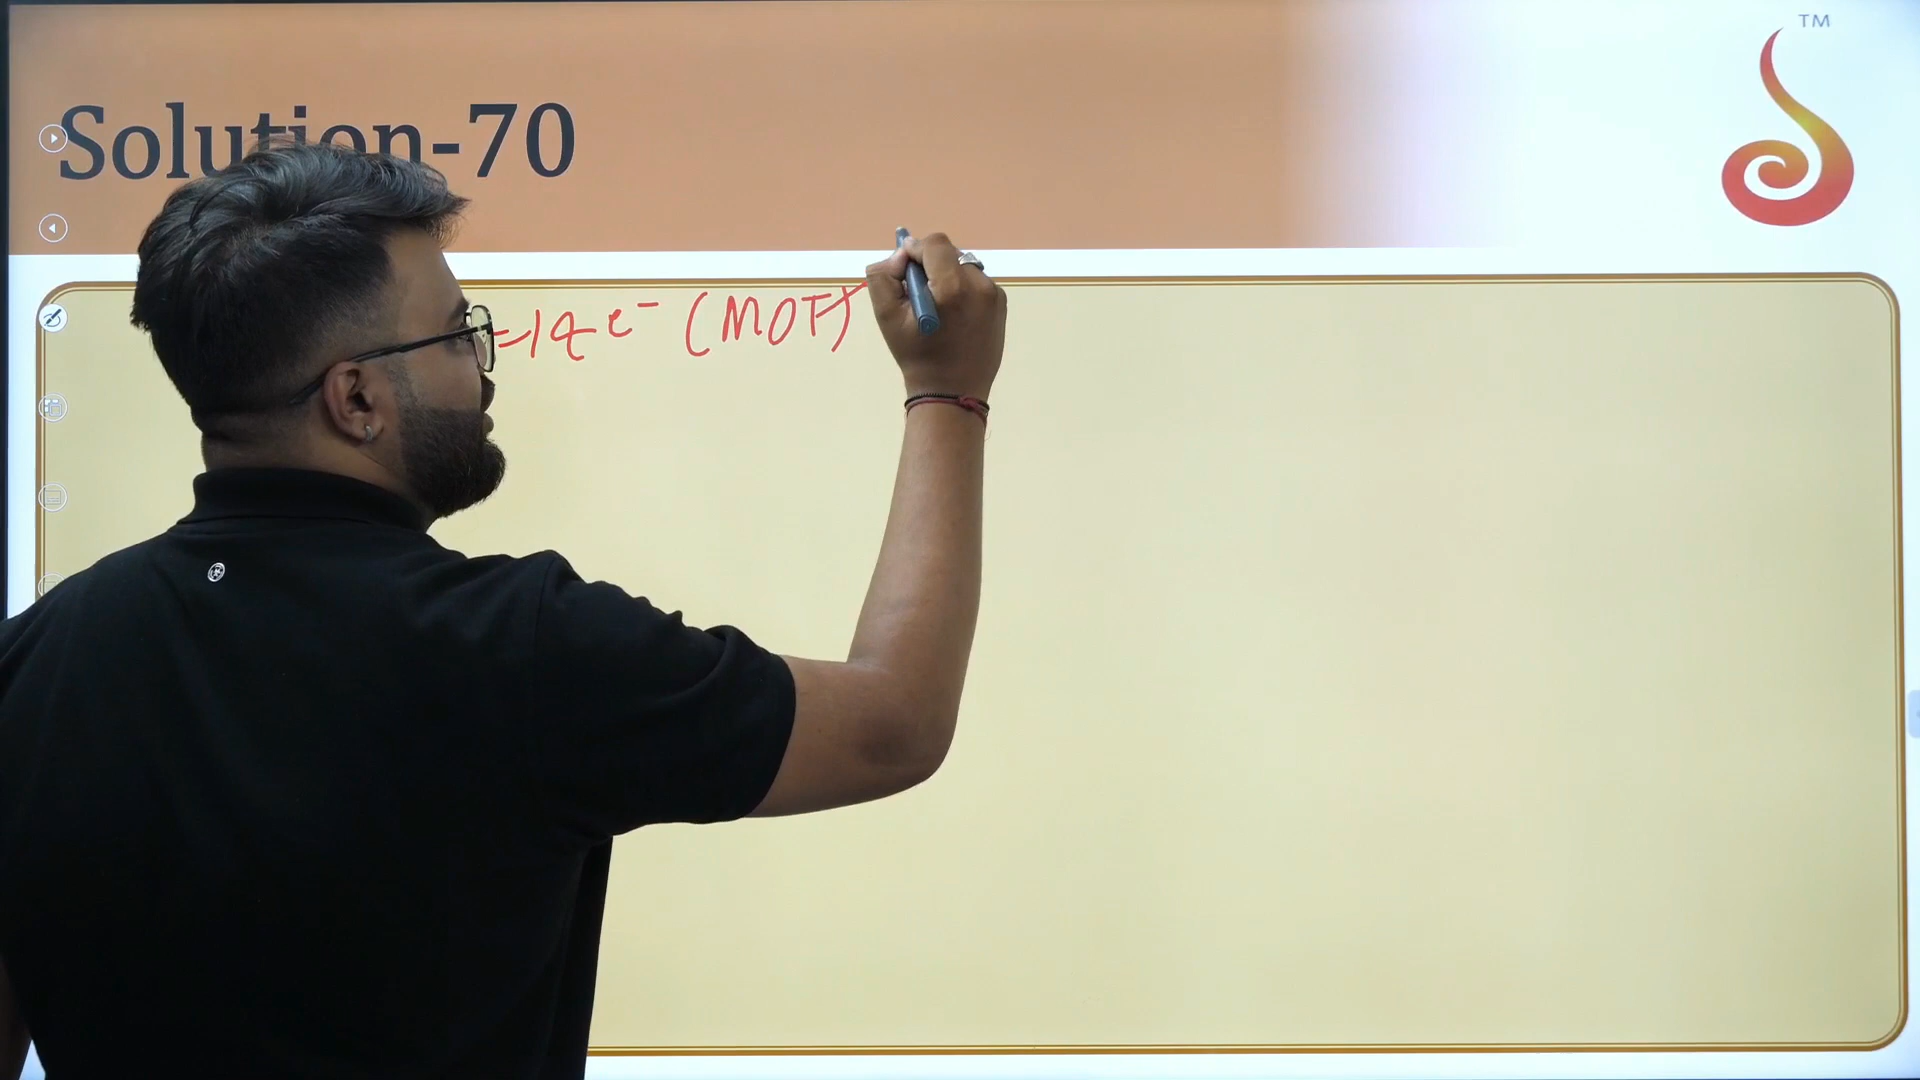 TM
Solution-70
=14e⁻ (MOT)